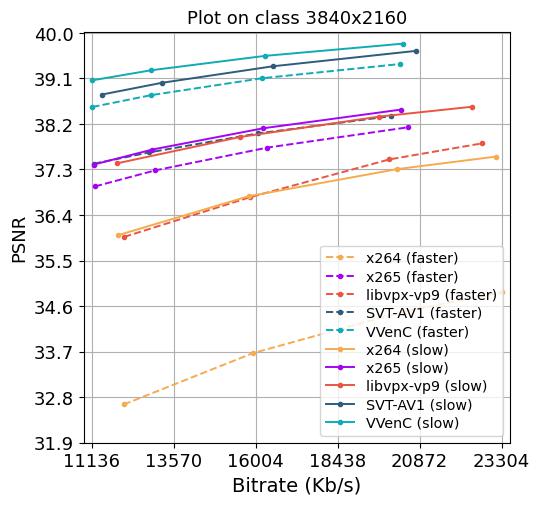 Plot on class 3840x2160
40.0
39.1
38.2
37.3
36.4
35.5
34.6
33.7
32.8
31.9
PSNR
x264 (faster)
x265 (faster)
libvpx-vp9 (faster)
SVT-AV1 (faster)
VVenC (faster)
x264 (slow)
x265 (slow)
libvpx-vp9 (slow)
SVT-AV1 (slow)
VVenC (slow)
11136 13570 16004 18438 20872 23304
Bitrate (Kb/s)